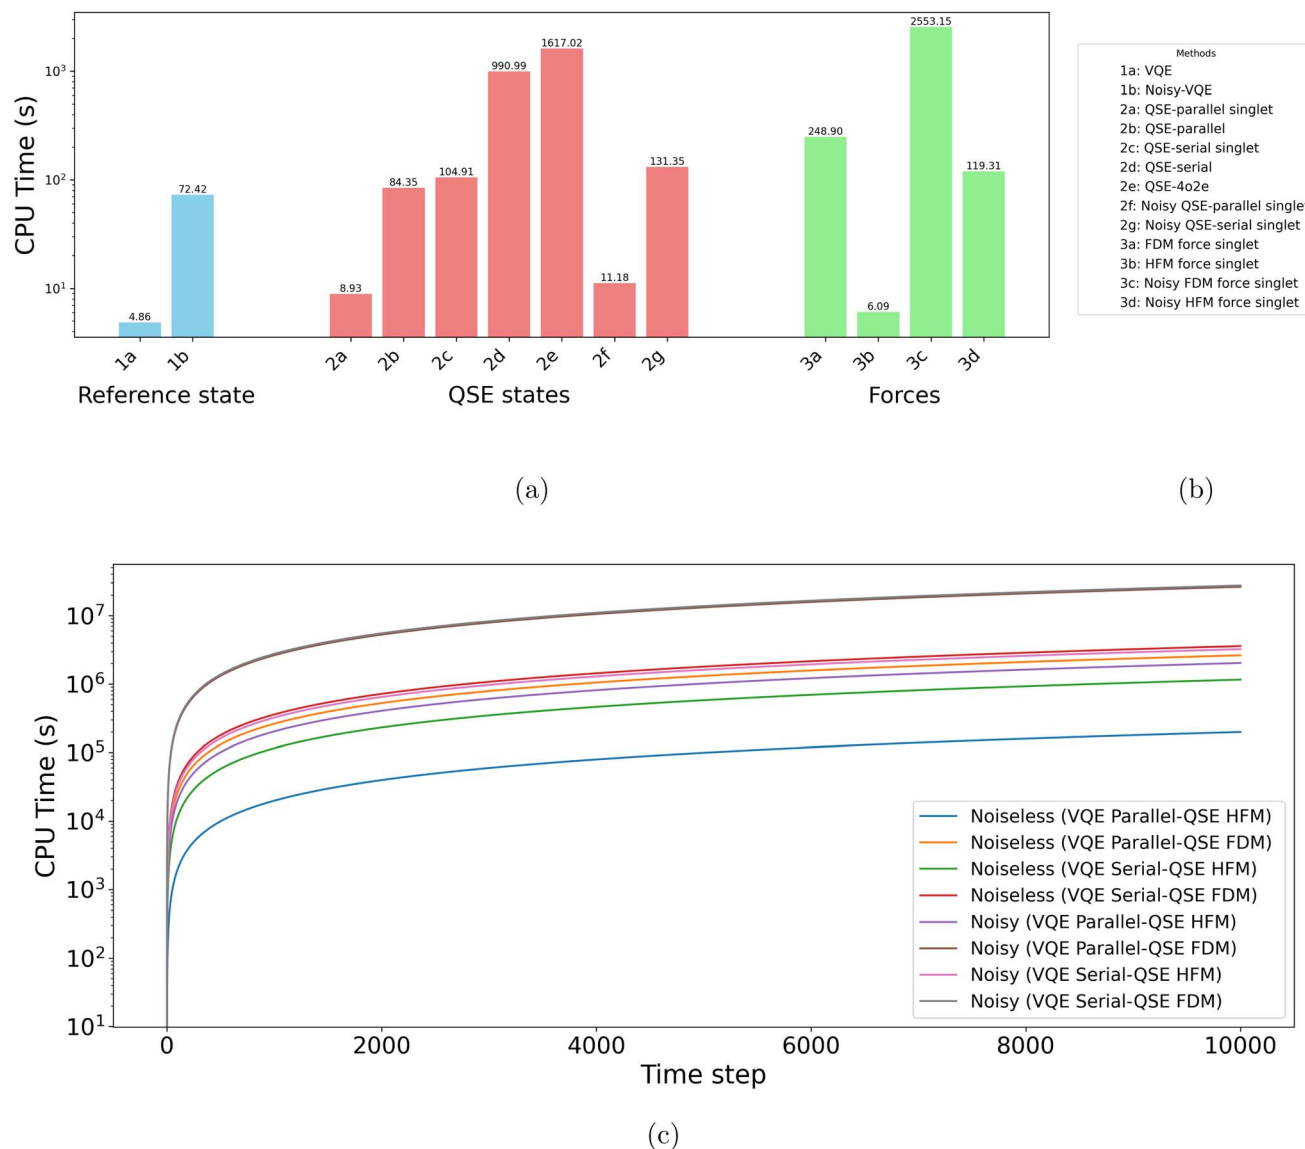 2553.15
1617.02
990.99
248.90
131.35
119.31
104.91
84.35
72.42
11.18
8.93
6.09
4.86
CPU Time (s)
10³
10²
10¹
1a
1b
2a
2b
2c
2d
2e
2f
2g
3a
3b
3c
3d
Reference state
QSE states
Forces
Methods
1a: VQE
1b: Noisy-VQE
2a: QSE-parallel singlet
2b: QSE-parallel
2c: QSE-serial singlet
2d: QSE-serial
2e: QSE-4o2e
2f: Noisy QSE-parallel singlet
2g: Noisy QSE-serial singlet
3a: FDM force singlet
3b: HFM force singlet
3c: Noisy FDM force singlet
3d: Noisy HFM force singlet
(a)
(b)
CPU Time (s)
10⁷
10⁶
10⁵
10⁴
10³
10²
10¹
Noiseless (VQE Parallel-QSE HFM)
Noiseless (VQE Parallel-QSE FDM)
Noiseless (VQE Serial-QSE HFM)
Noiseless (VQE Serial-QSE FDM)
Noisy (VQE Parallel-QSE HFM)
Noisy (VQE Parallel-QSE FDM)
Noisy (VQE Serial-QSE HFM)
Noisy (VQE Serial-QSE FDM)
0
2000
4000
6000
8000
10000
Time step
(c)